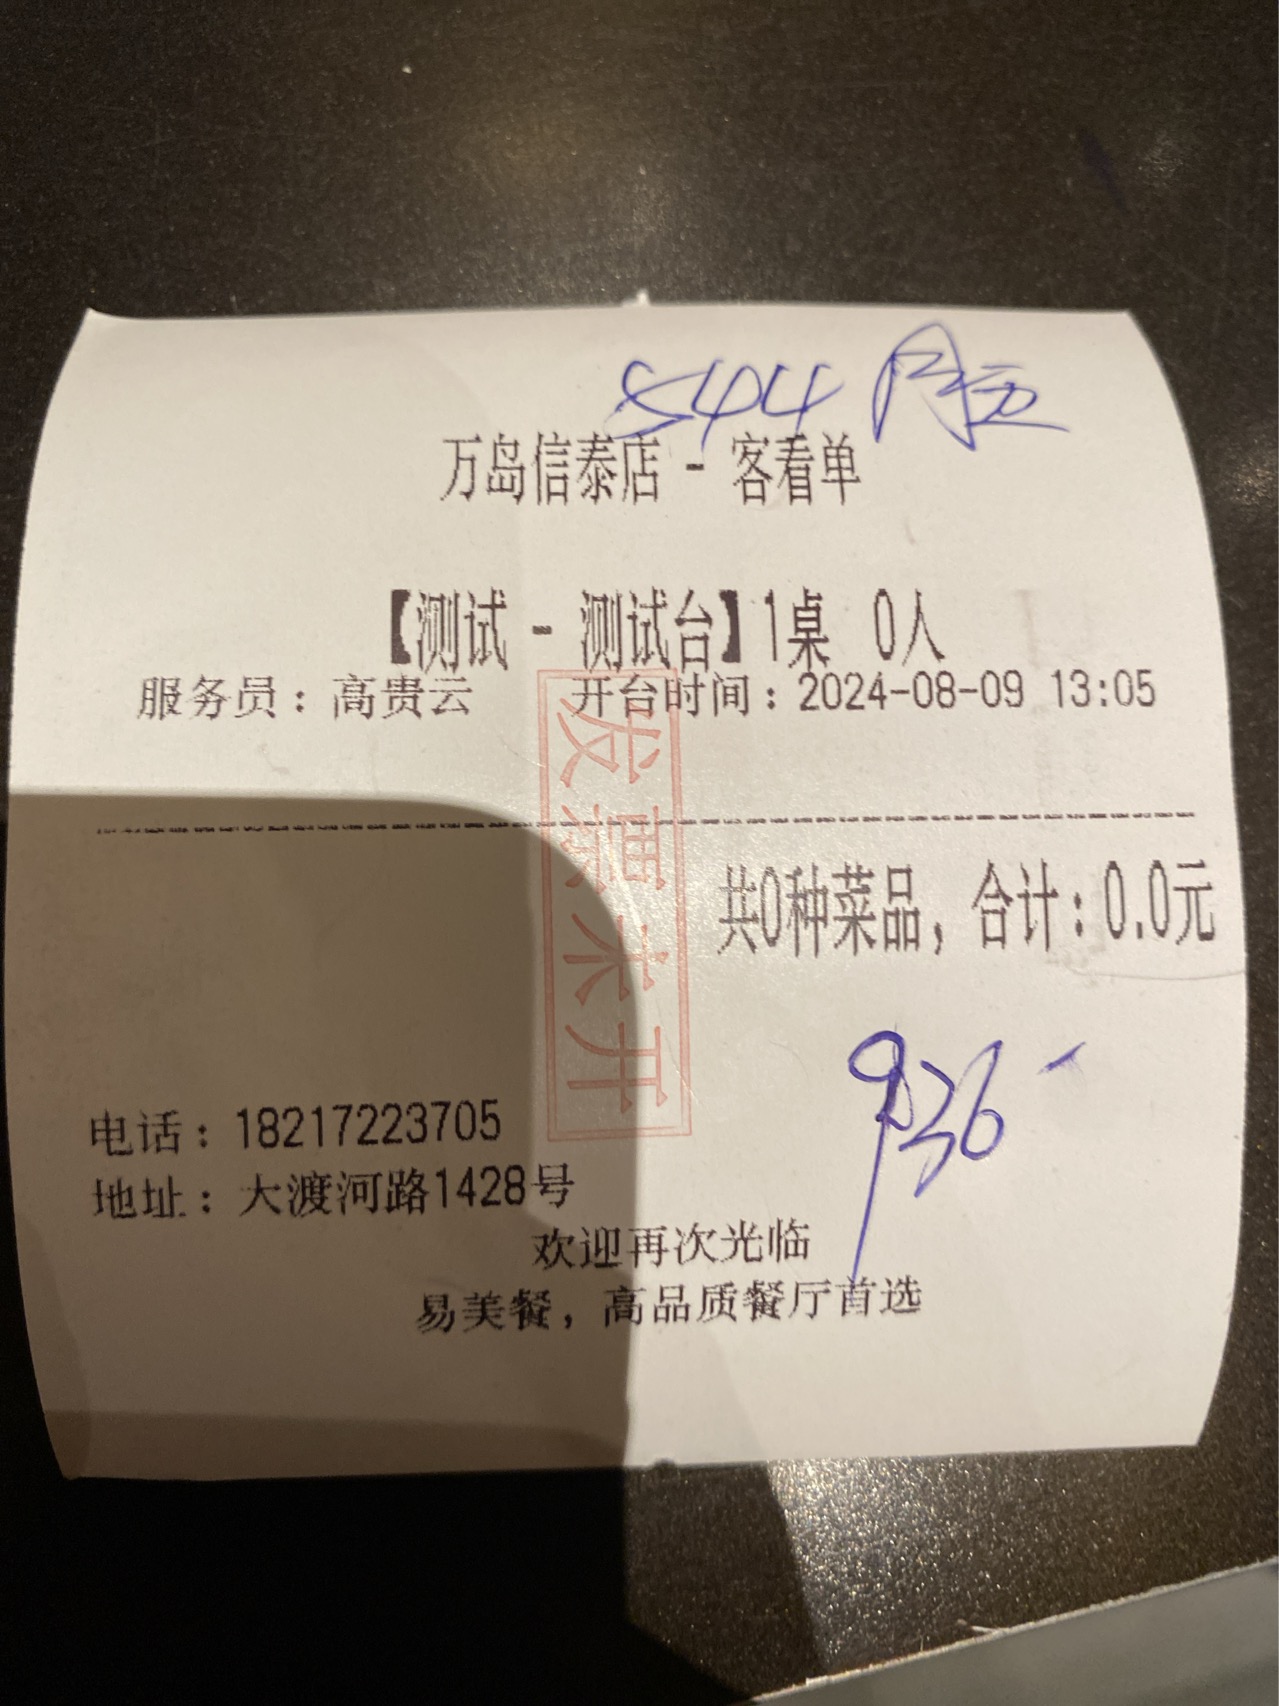 544
万岛信泰店 - 客看单
【测试 - 测试台】1桌 0人
服务员：高贵云 开台时间：2024-08-09 13:05
共0种菜品，合计：0.0元
发票未开
936-
电话：18217223705
地址：大渡河路1428号
欢迎再次光临
易美餐，高品质餐厅首选